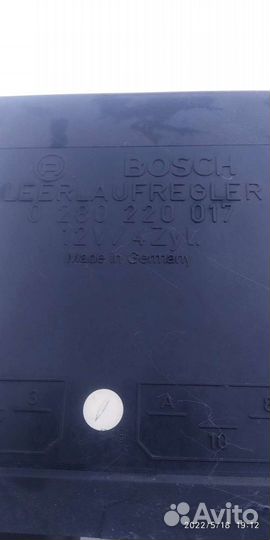 BOSCH
LEERLAUFREGLER
0 280 220 017
12V/4Zyl.
Made in Germany
3 A 8
10
Avito
2022/5/18 19:12